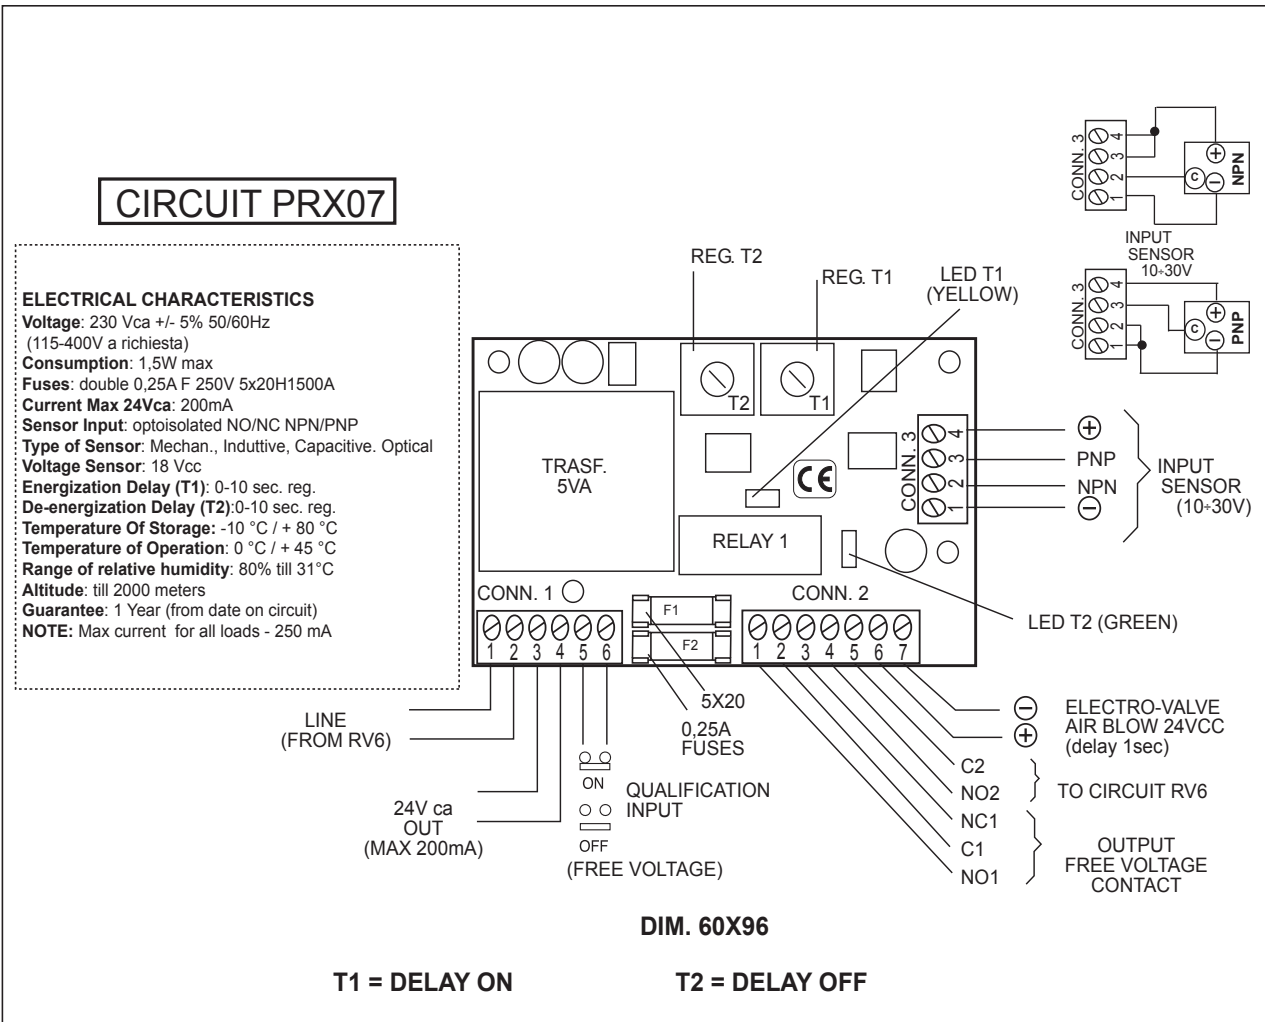 CIRCUIT PRX07
ELECTRICAL CHARACTERISTICS
Voltage: 230 Vca +/- 5% 50/60Hz
(115-400V a richiesta)
Consumption: 1,5W max
Fuses: double 0,25A F 250V 5x20H1500A
Current Max 24Vca: 200mA
Sensor Input: optoisolated NO/NC NPN/PNP
Type of Sensor: Mechan., Induttive, Capacitive. Optical
Voltage Sensor: 18 Vcc
Energization Delay (T1): 0-10 sec. reg.
De-energization Delay (T2):0-10 sec. reg.
Temperature Of Storage: -10 °C / + 80 °C
Temperature of Operation: 0 °C / + 45 °C
Range of relative humidity: 80% till 31°C
Altitude: till 2000 meters
Guarantee: 1 Year (from date on circuit)
NOTE: Max current for all loads - 250 mA
REG. T2
REG. T1
LED T1
(YELLOW)
T2
T1
TRASF.
5VA
CE
RELAY 1
CONN. 3
4
3
2
1
CONN. 1
1 2 3 4 5 6
F1
F2
CONN. 2
1 2 3 4 5 6 7
CONN. 3
4
3
2
1
+
C
−
NPN
INPUT
SENSOR
10÷30V
CONN. 3
4
3
2
1
+
C
−
PNP
+
PNP
NPN
−
INPUT
SENSOR
(10÷30V)
LED T2 (GREEN)
LINE
(FROM RV6)
24V ca
OUT
(MAX 200mA)
5X20
0,25A
FUSES
ON
OFF
QUALIFICATION
INPUT
(FREE VOLTAGE)
−
+
ELECTRO-VALVE
AIR BLOW 24VCC
(delay 1sec)
C2
NO2
TO CIRCUIT RV6
NC1
C1
NO1
OUTPUT
FREE VOLTAGE
CONTACT
DIM. 60X96
T1 = DELAY ON
T2 = DELAY OFF